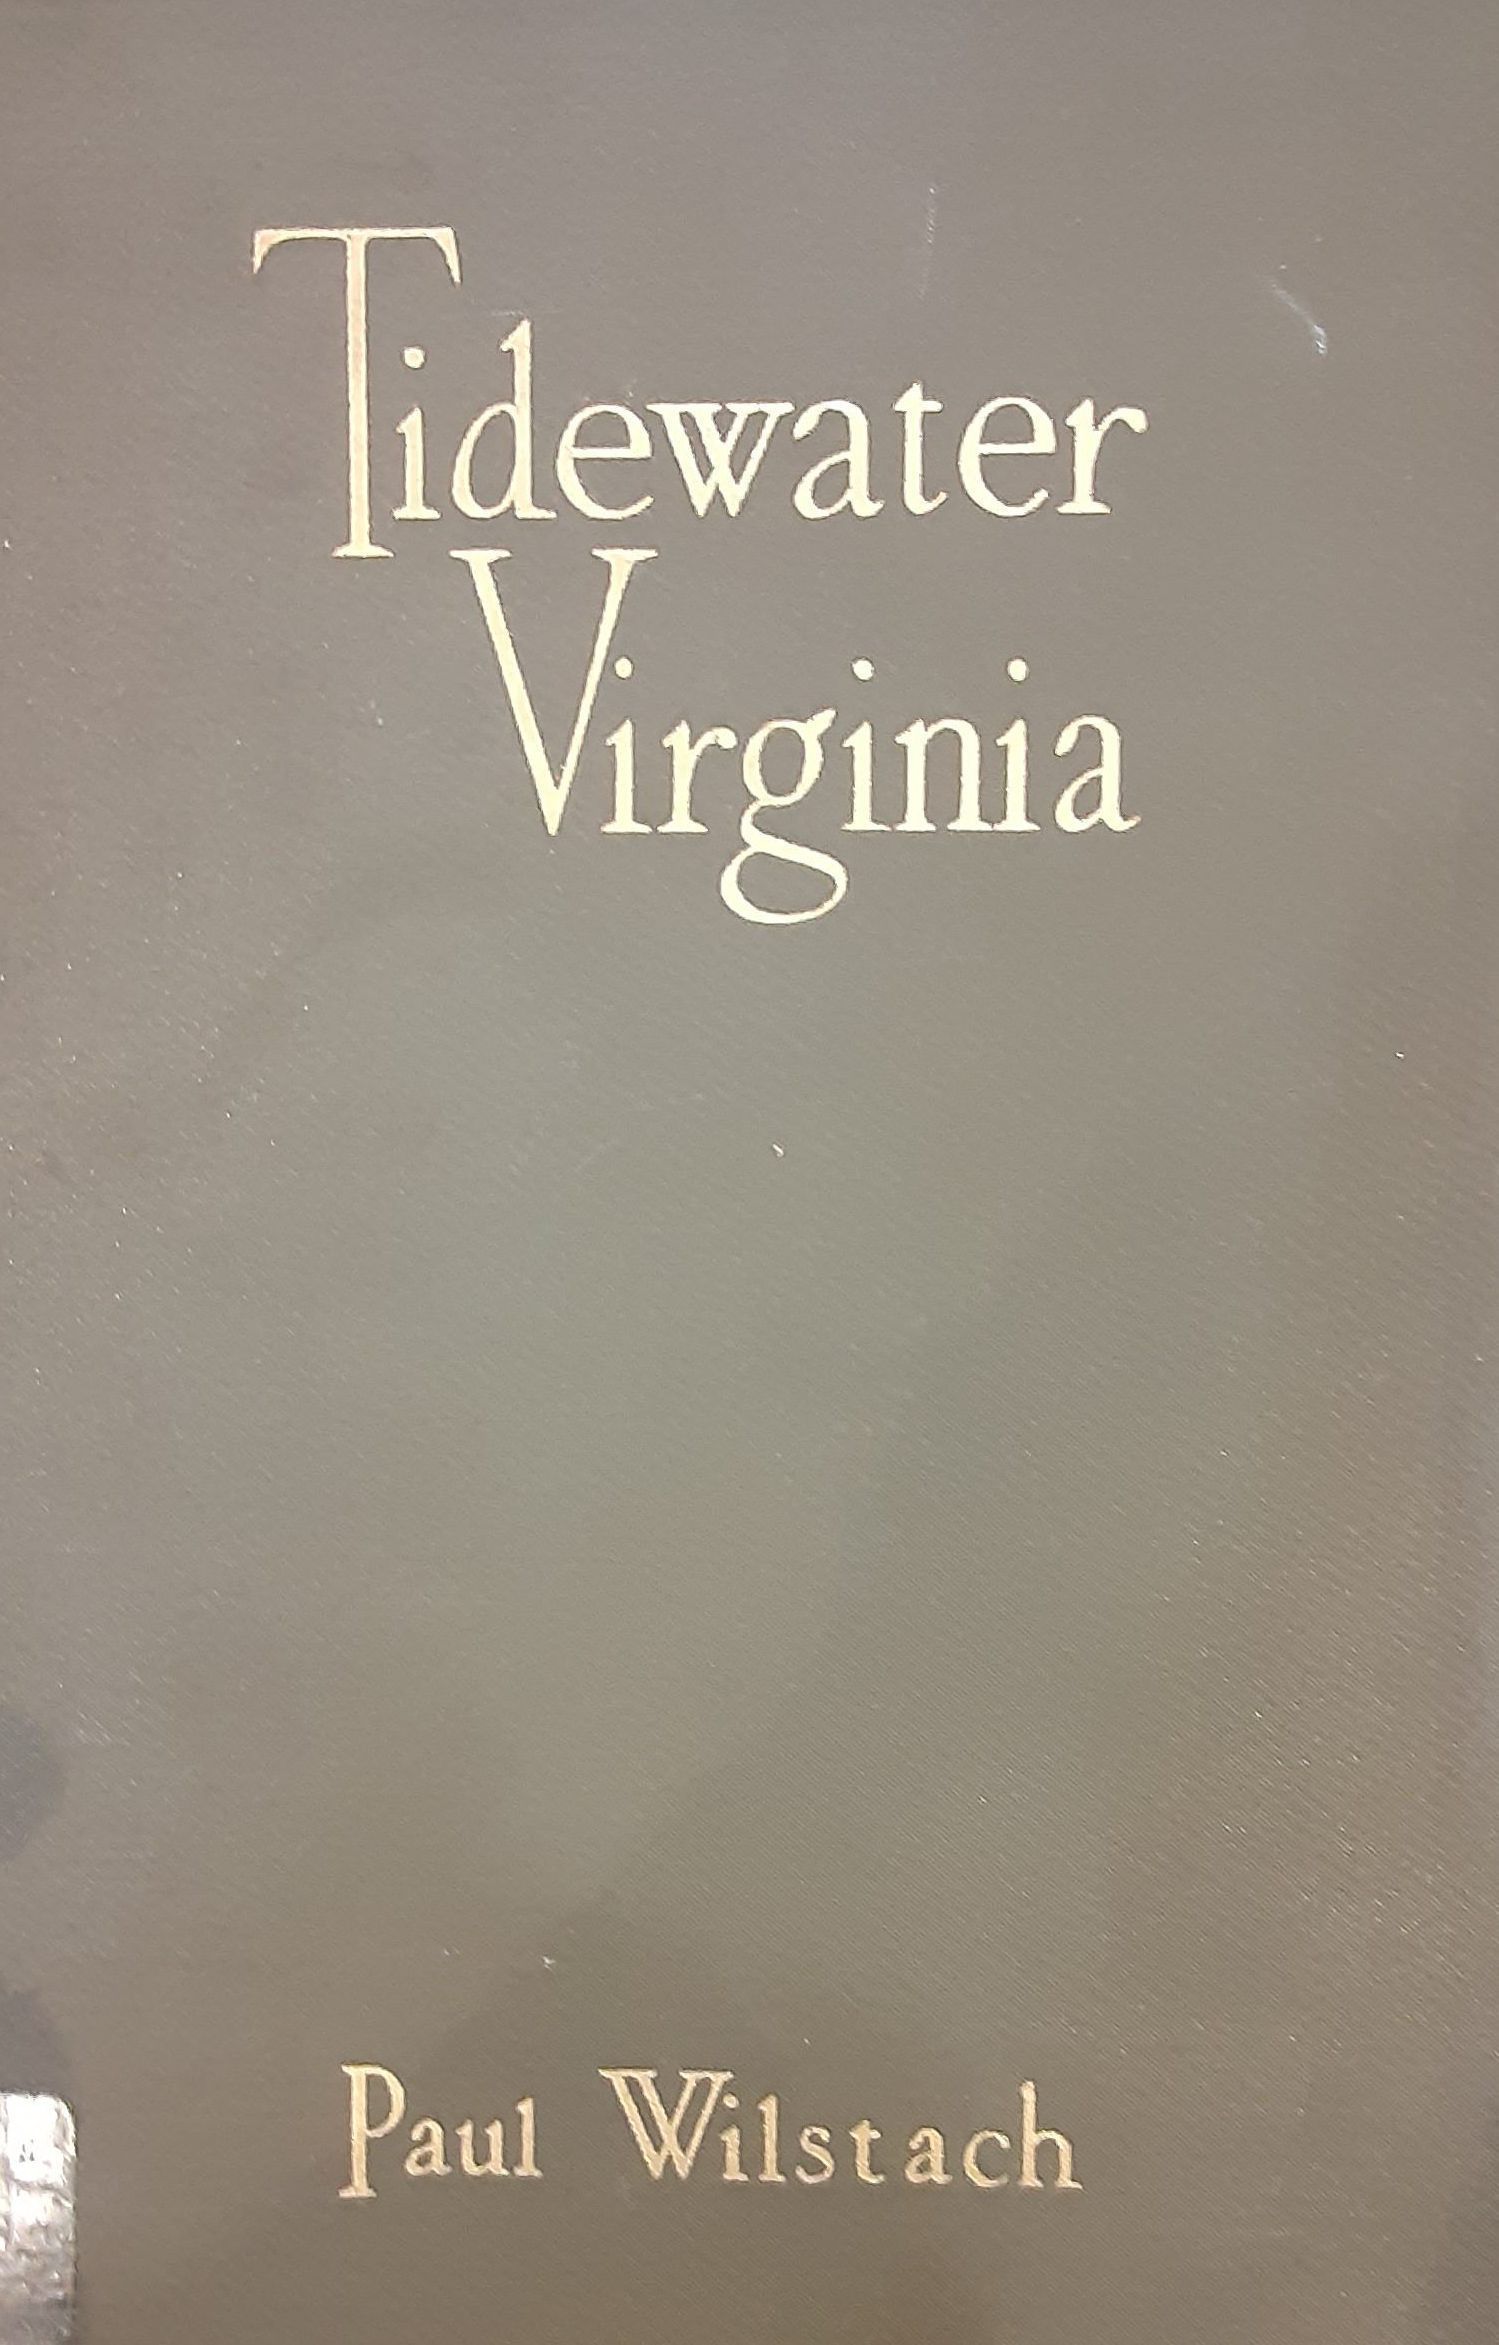 Tidewater
Virginia
Paul Wilstach